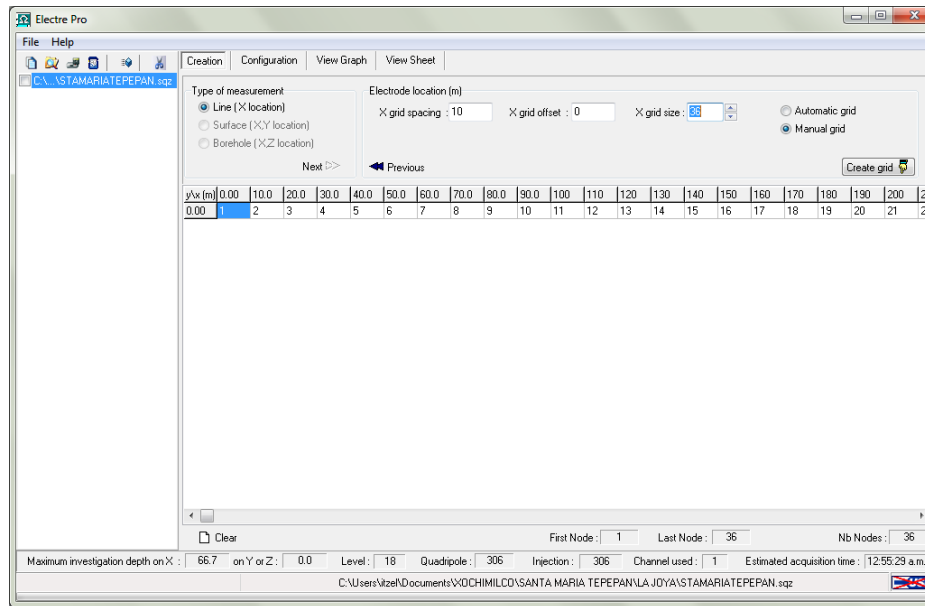 Electre Pro
File Help
C:\...\STAMARIATEPEPAN.sqz
Creation Configuration View Graph View Sheet
Type of measurement
Line (X location)
Surface (X,Y location)
Borehole (X,Z location)
Next
Electrode location (m)
X grid spacing : 10 X grid offset : 0 X grid size : 36
Automatic grid
Manual grid
Previous
Create grid
y\x (m) 0.00 10.0 20.0 30.0 40.0 50.0 60.0 70.0 80.0 90.0 100 110 120 130 140 150 160 170 180 190 200 2
0.00 1 2 3 4 5 6 7 8 9 10 11 12 13 14 15 16 17 18 19 20 21 2
Clear First Node : 1 Last Node : 36 Nb Nodes : 36
Maximum investigation depth on X : 66.7 on Y or Z : 0.0 Level : 18 Quadripole : 306 Injection : 306 Channel used : 1 Estimated acquisition time : 12:55:29 a.m.
C:\Users\itzel\Documents\XOCHIMILCO\SANTA MARIA TEPEPAN\LA JOYA\STAMARIATEPEPAN.sqz